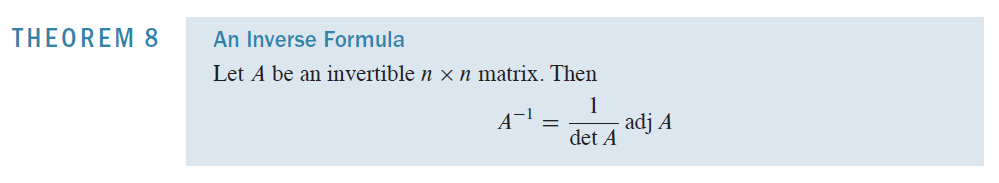 THEOREM 8
An Inverse Formula
Let A be an invertible n × n matrix. Then
A⁻¹ = 1/det A adj A